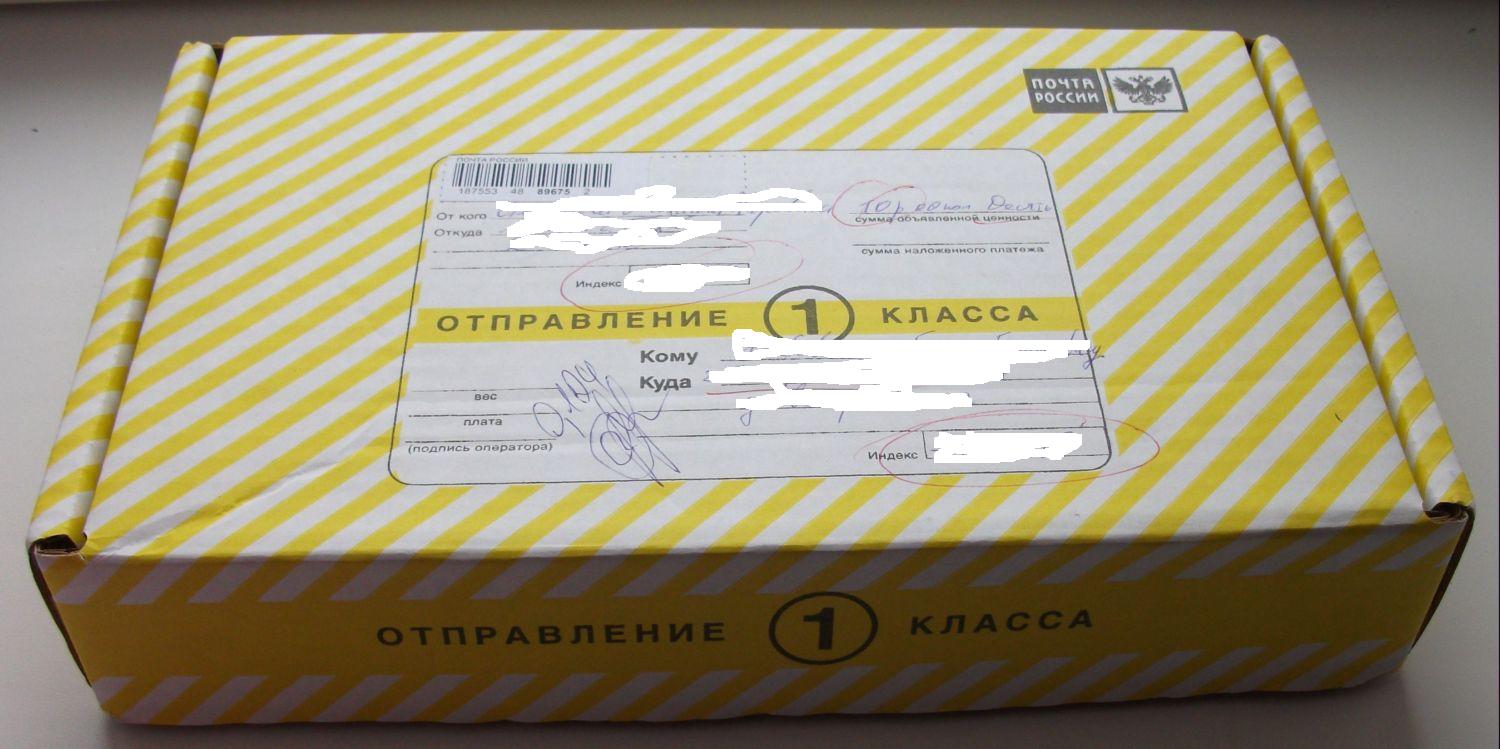 ПОЧТА
РОССИИ
ПОЧТА РОССИИ
187553 48 89675 2
От кого
Откуда
сумма объявленной ценности
сумма наложенного платежа
Индекс
ОТПРАВЛЕНИЕ 1 КЛАССА
Кому
Куда
вес
плата
(подпись оператора)
Индекс
ОТПРАВЛЕНИЕ 1 КЛАССА